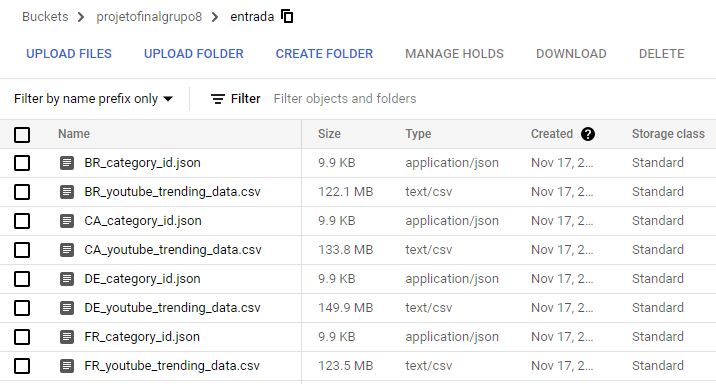 Buckets > projetofinalgrupo8 > entrada
UPLOAD FILES UPLOAD FOLDER CREATE FOLDER MANAGE HOLDS DOWNLOAD DELETE
Filter by name prefix only Filter Filter objects and folders
Name Size Type Created ? Storage class
BR_category_id.json 9.9 KB application/json Nov 17, 2... Standard
BR_youtube_trending_data.csv 122.1 MB text/csv Nov 17, 2... Standard
CA_category_id.json 9.9 KB application/json Nov 17, 2... Standard
CA_youtube_trending_data.csv 133.8 MB text/csv Nov 17, 2... Standard
DE_category_id.json 9.9 KB application/json Nov 17, 2... Standard
DE_youtube_trending_data.csv 149.9 MB text/csv Nov 17, 2... Standard
FR_category_id.json 9.9 KB application/json Nov 17, 2... Standard
FR_youtube_trending_data.csv 123.5 MB text/csv Nov 17, 2... Standard